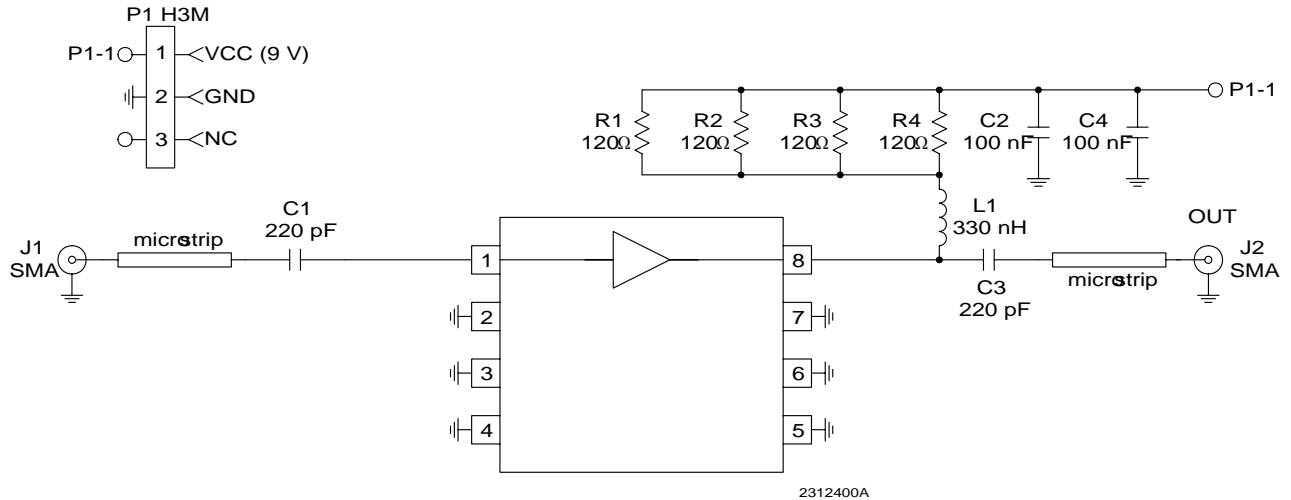 P1 H3M
P1-1 1 VCC (9 V)
2 GND
3 NC
P1-1
R1
120Ω
R2
120Ω
R3
120Ω
R4
120Ω
C2
100 nF
C4
100 nF
L1
330 nH
J1
SMA
microstrip
C1
220 pF
1
2
3
4
8
7
6
5
C3
220 pF
microstrip
OUT
J2
SMA
2312400A